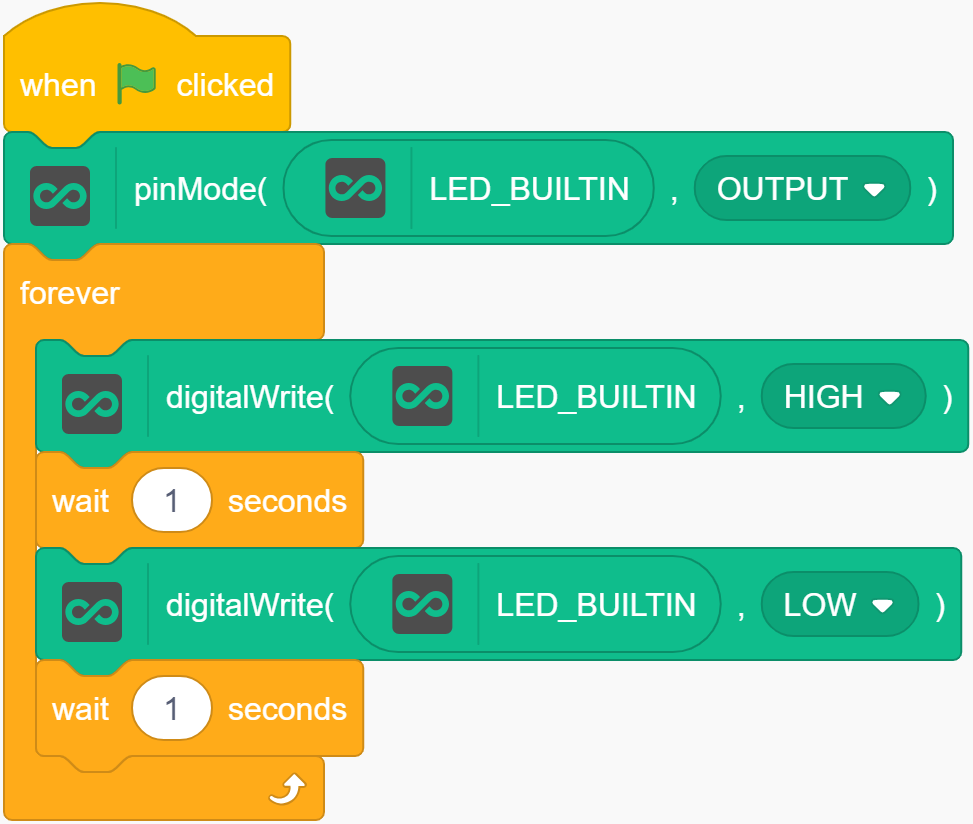 when clicked
pinMode( LED_BUILTIN , OUTPUT )
forever
digitalWrite( LED_BUILTIN , HIGH )
wait 1 seconds
digitalWrite( LED_BUILTIN , LOW )
wait 1 seconds